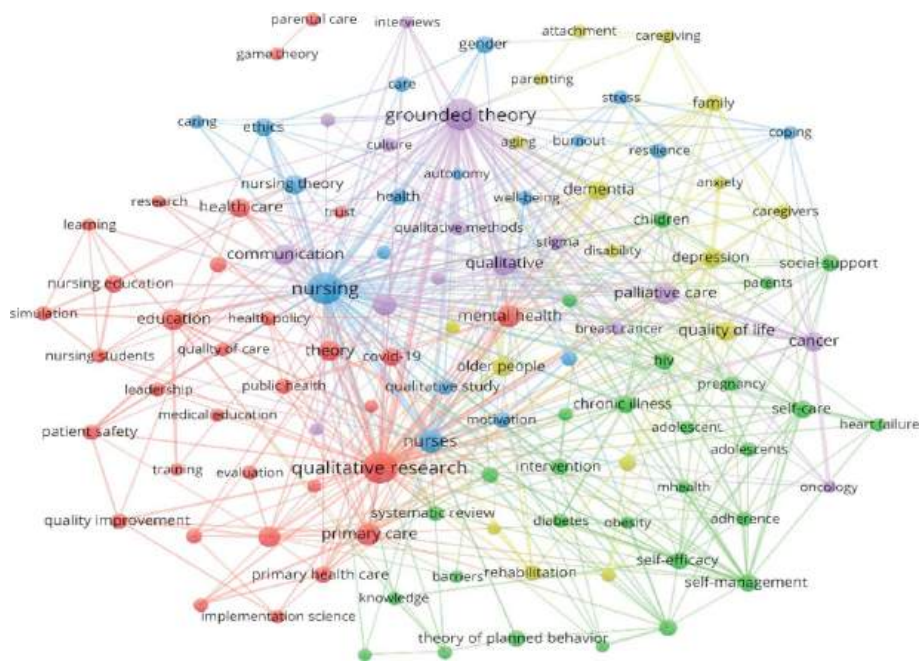 parental care
interviews
attachment
caregiving
game theory
gender
parenting
care
stress
family
grounded theory
caring
ethics
culture
aging
burnout
resilience
coping
nursing theory
autonomy
health
well-being
dementia
anxiety
research
health care
trust
children
caregivers
learning
qualitative methods
communication
stigma
disability
depression
social support
qualitative
nursing education
nursing
palliative care
parents
simulation
education
health policy
mental health
breast cancer
quality of life
cancer
nursing students
quality of care
theory
covid-19
older people
hiv
leadership
public health
qualitative study
pregnancy
chronic illness
self-care
medical education
motivation
adolescent
heart failure
patient safety
nurses
adolescents
training
evaluation
qualitative research
intervention
mhealth
oncology
quality improvement
systematic review
diabetes
obesity
adherence
primary care
self-efficacy
primary health care
barriers
rehabilitation
self-management
knowledge
implementation science
theory of planned behavior